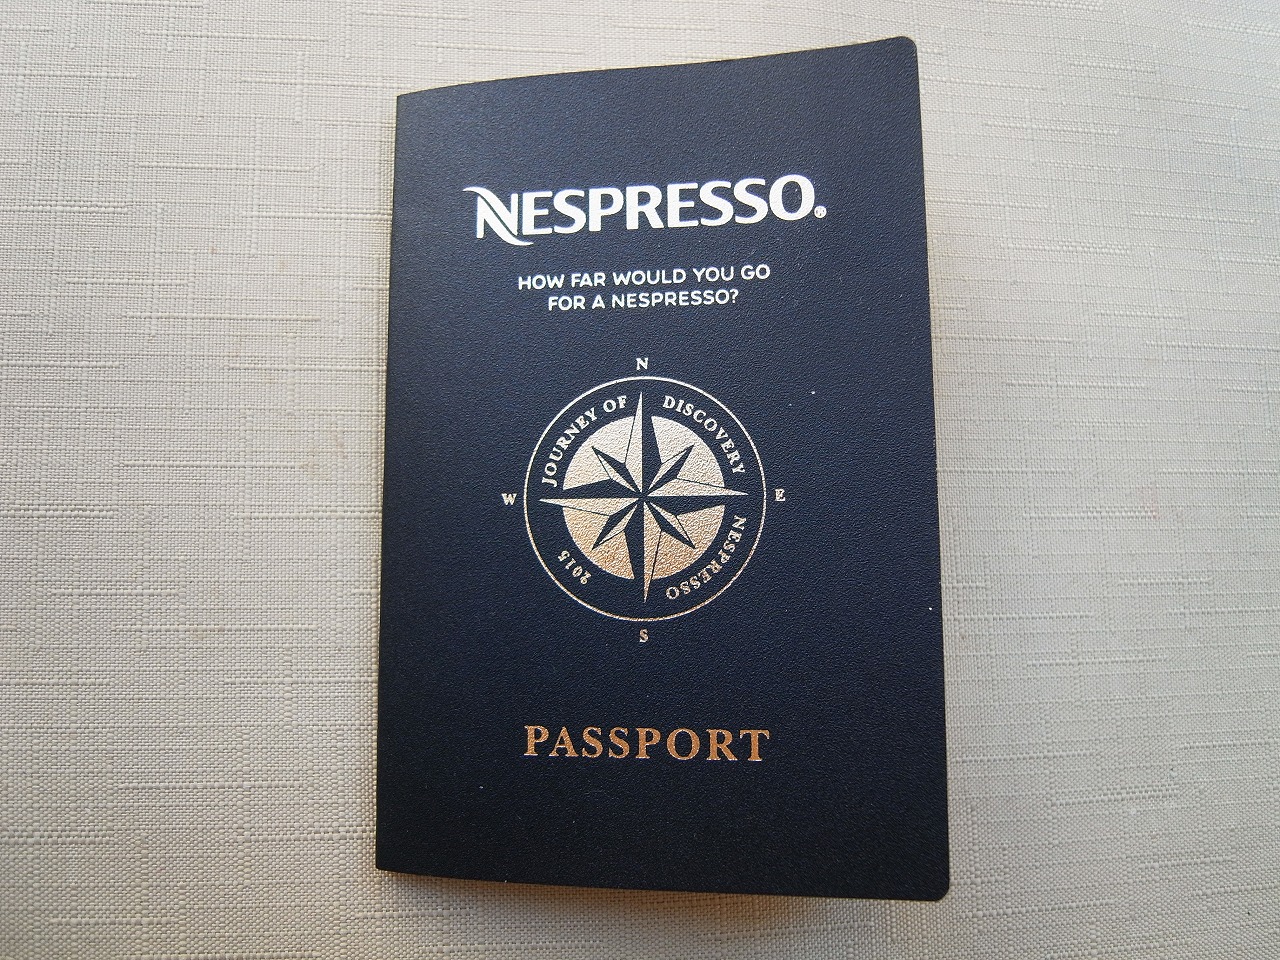 NESPRESSO®
HOW FAR WOULD YOU GO
FOR A NESPRESSO?
N
JOURNEY OF DISCOVERY
W
E
NESPRESSO
2015
S
PASSPORT